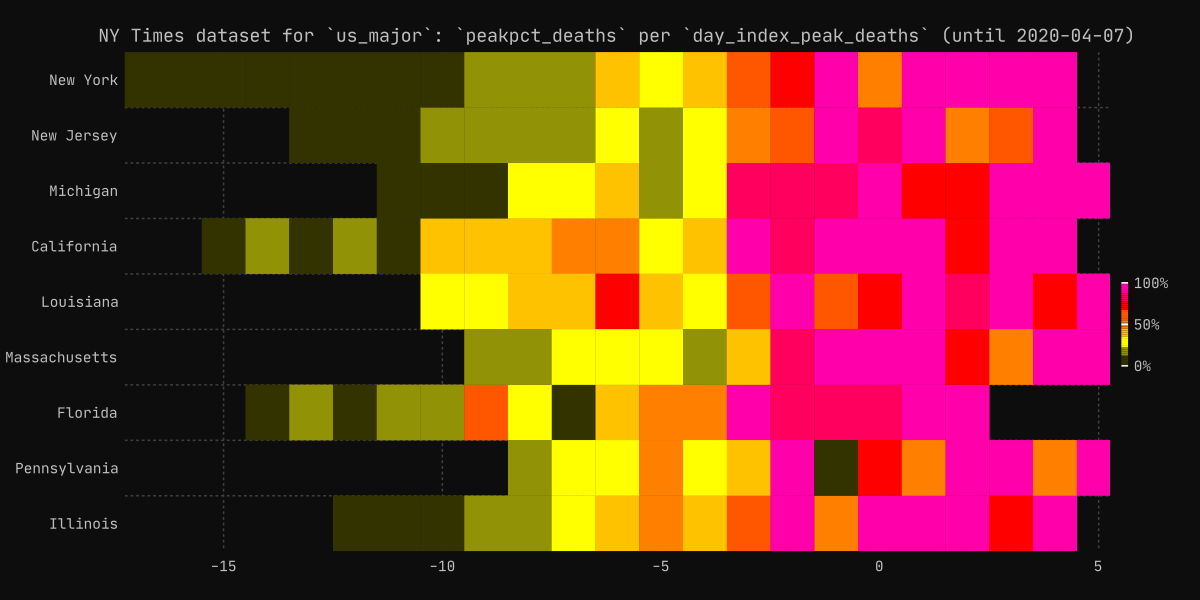 NY Times dataset for `us_major`: `peakpct_deaths` per `day_index_peak_deaths` (until 2020-04-07)
New York
New Jersey
Michigan
California
Louisiana
Massachusetts
Florida
Pennsylvania
Illinois
100%
50%
0%
-15
-10
-5
0
5